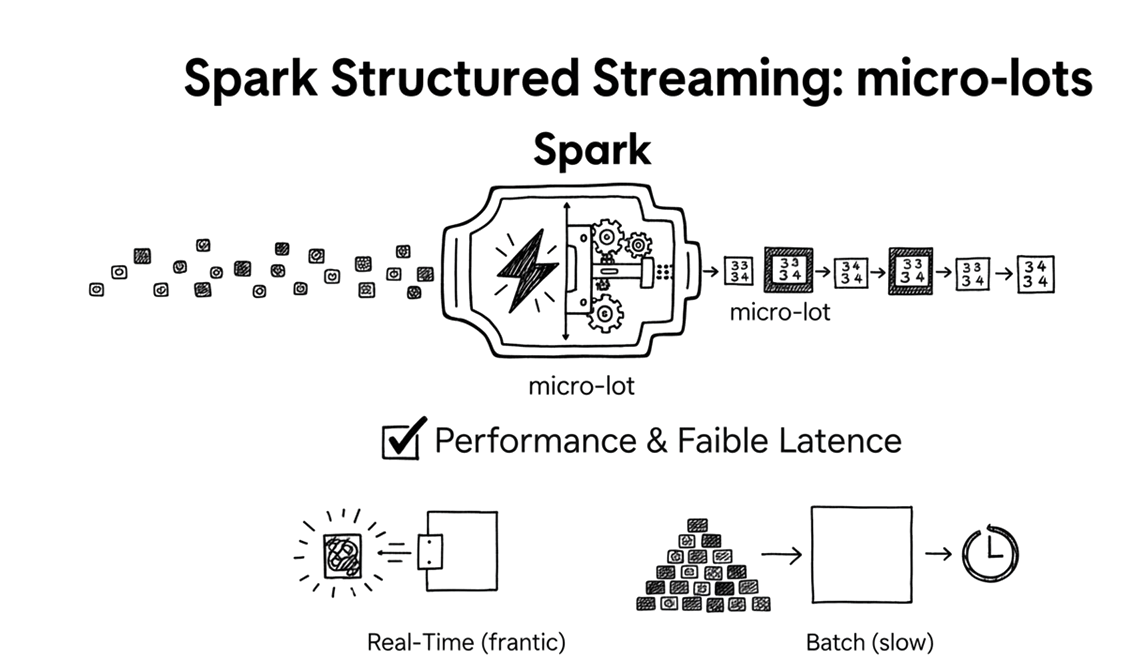 Spark Structured Streaming: micro-lots
Spark
33
34
33
34
34
34
33
34
33
34
34
34
micro-lot
micro-lot
Performance & Faible Latence
Real-Time (frantic)
Batch (slow)